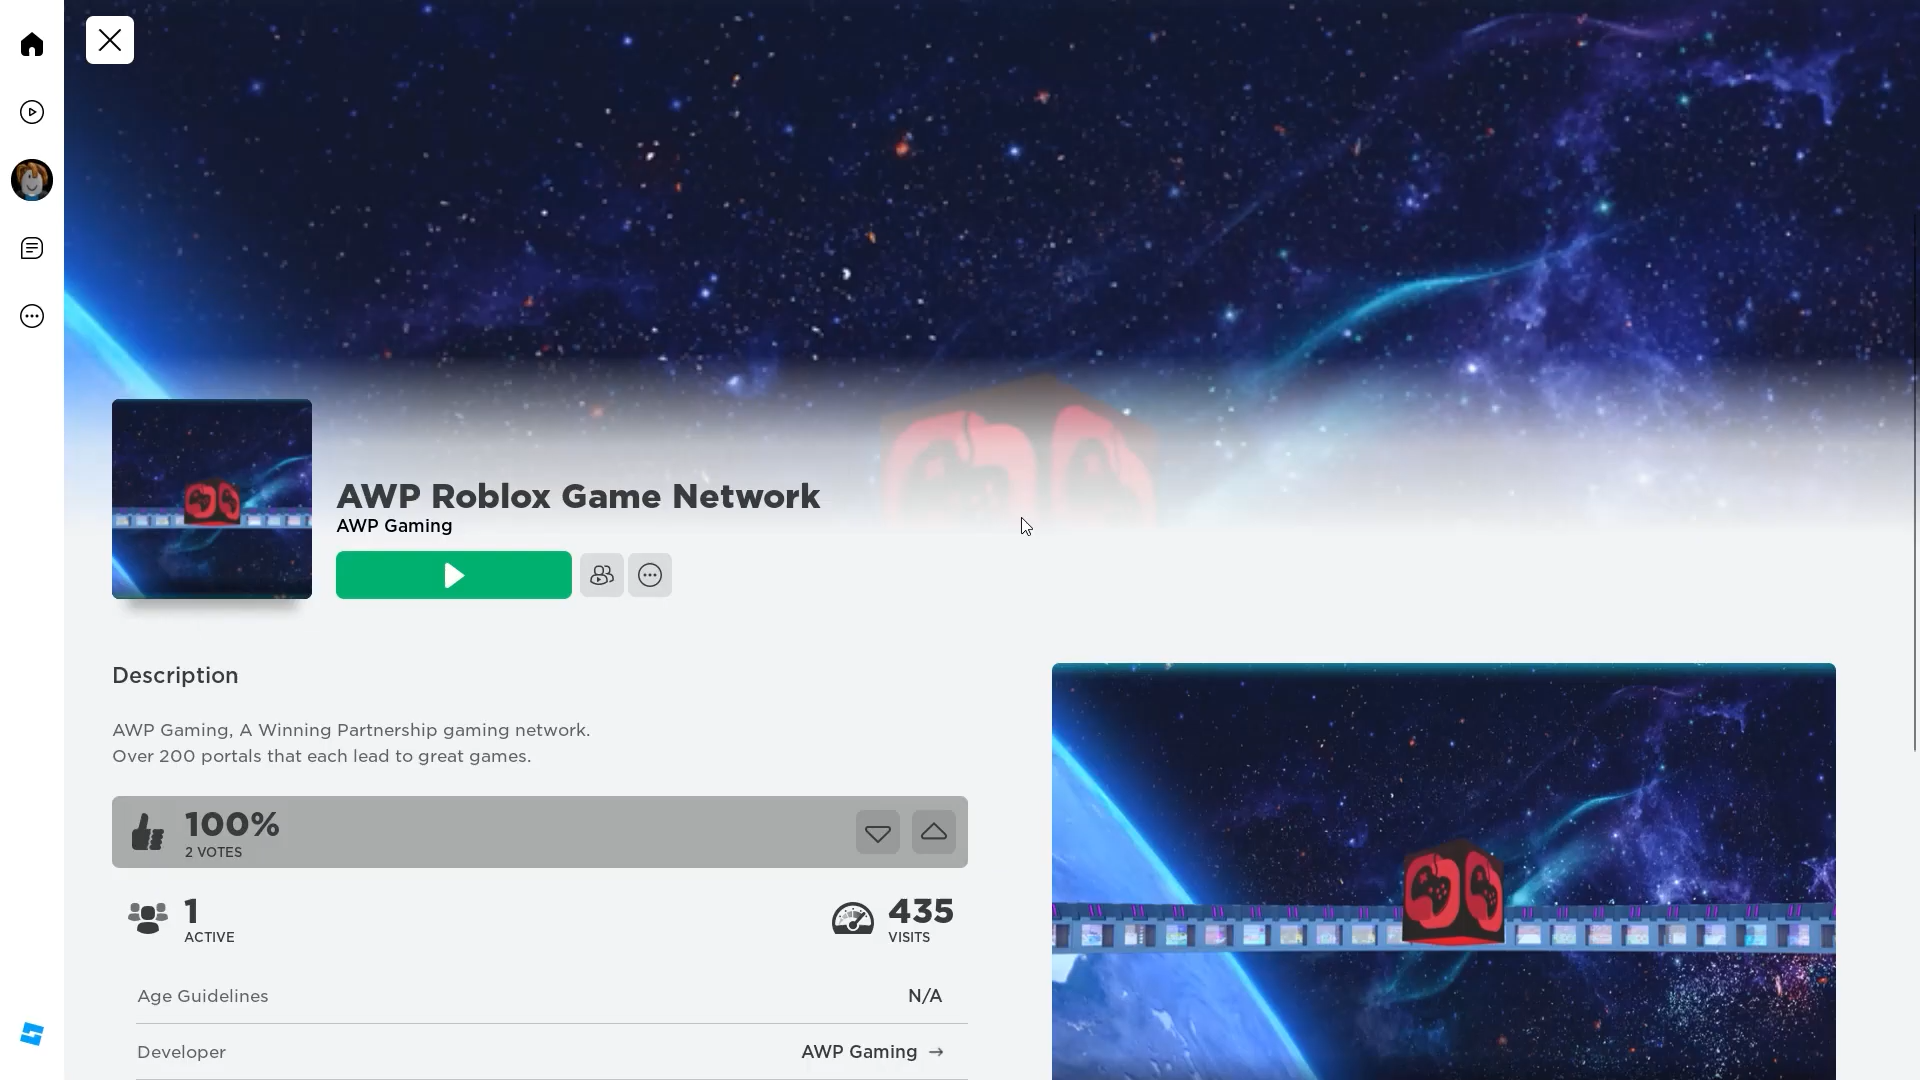 AWP Roblox Game Network
AWP Gaming
Description
AWP Gaming, A Winning Partnership gaming network.
Over 200 portals that each lead to great games.
100%
2 VOTES
1
ACTIVE
435
VISITS
Age Guidelines N/A
Developer AWP Gaming →